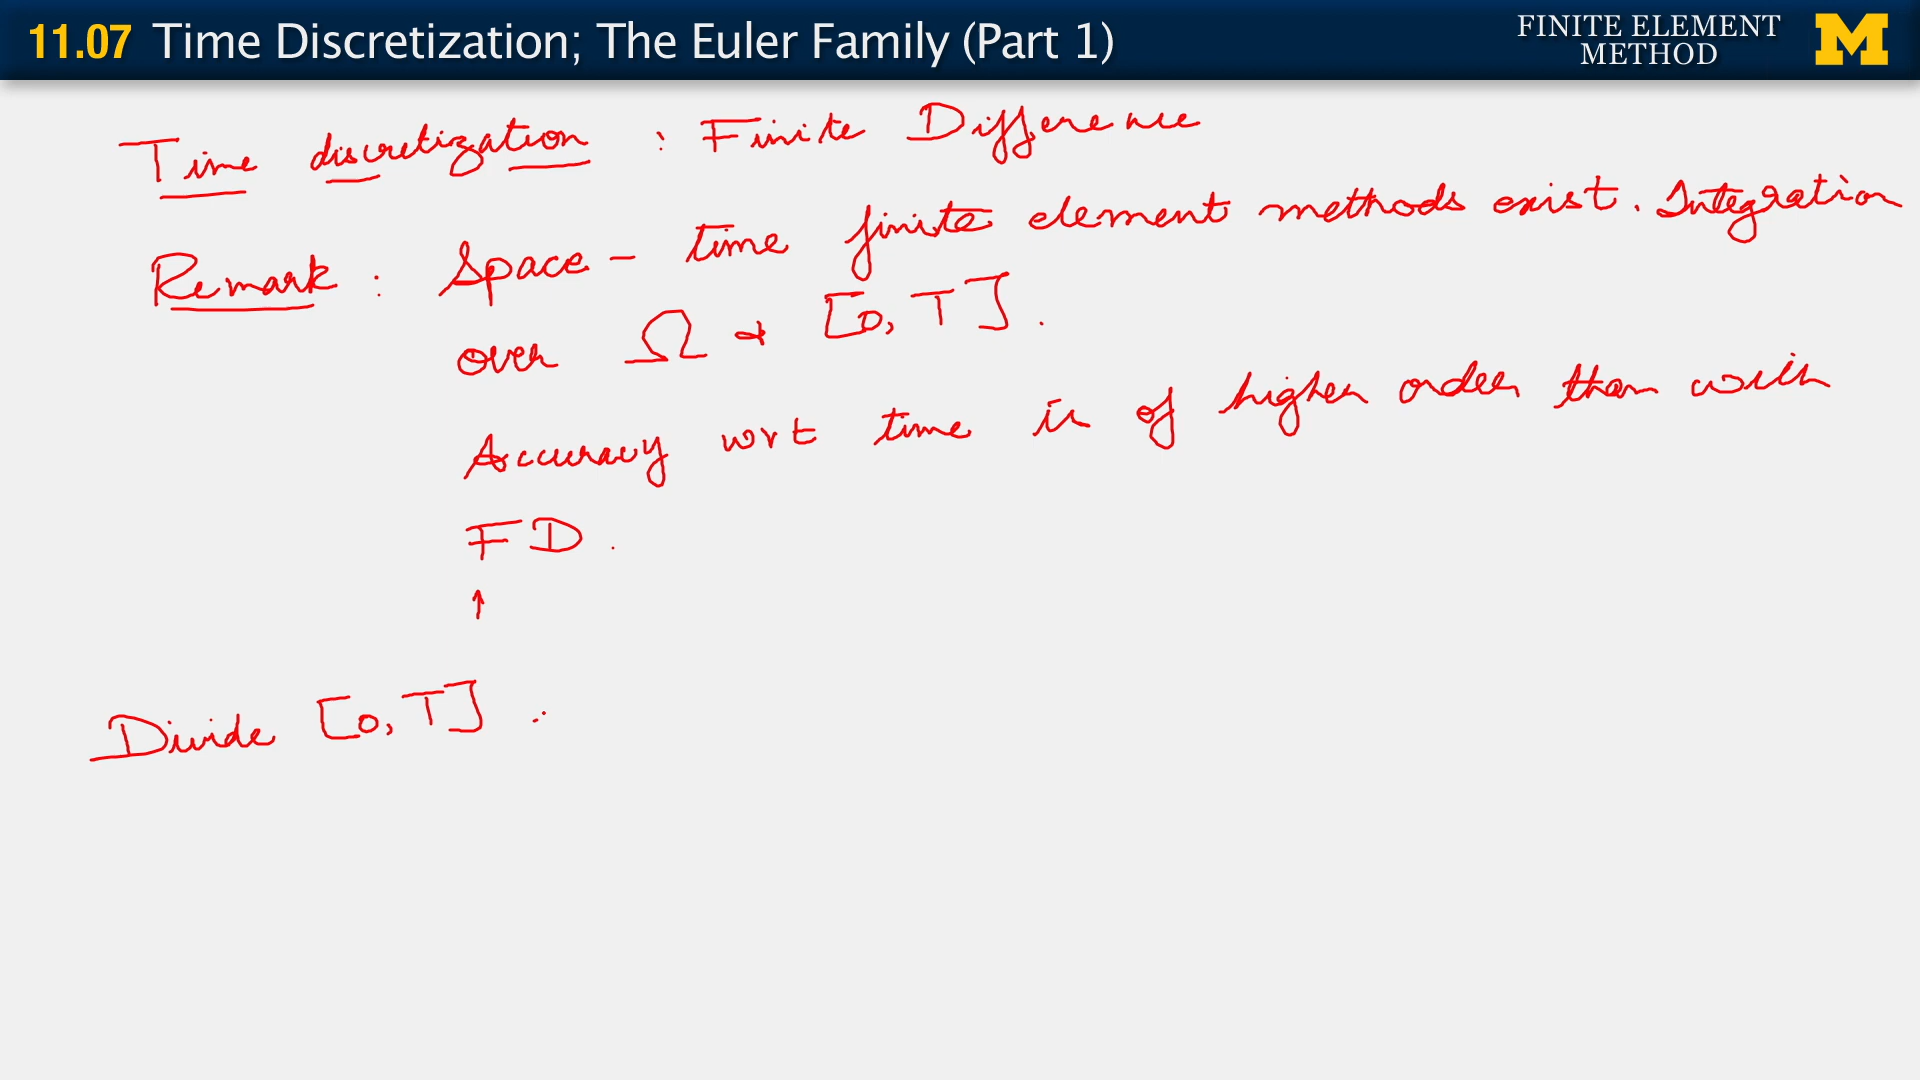 11.07 Time Discretization; The Euler Family (Part 1)
FINITE ELEMENT
METHOD
M
Time discretization : Finite Difference
Remark : Space - time finite element methods exist. Integration
over Ω & [0, T].
Accuracy wrt time is of higher order than with
FD.
↑
Divide [0, T] :